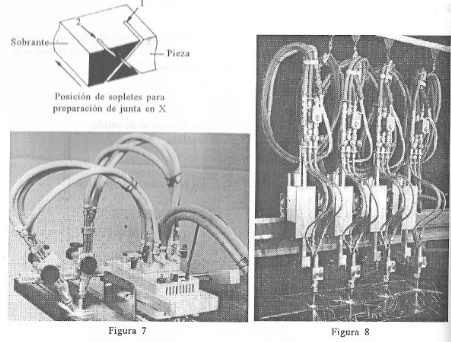 1
2
Sobrante
Pieza
Posición de sopletes para
preparación de junta en X
Figura 7
Figura 8